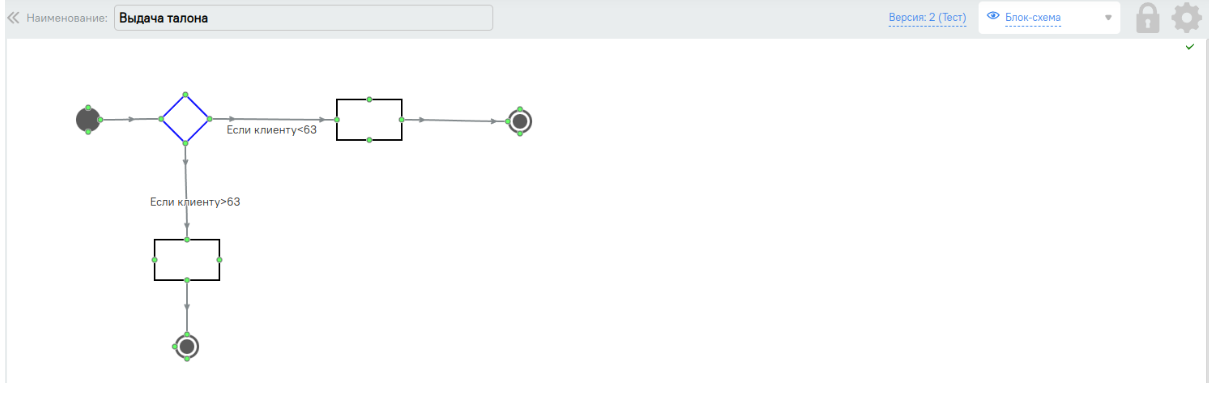 Наименование: Выдача талона Версия: 2 (Тест) Блок-схема
Если клиенту<63
Если клиенту>63